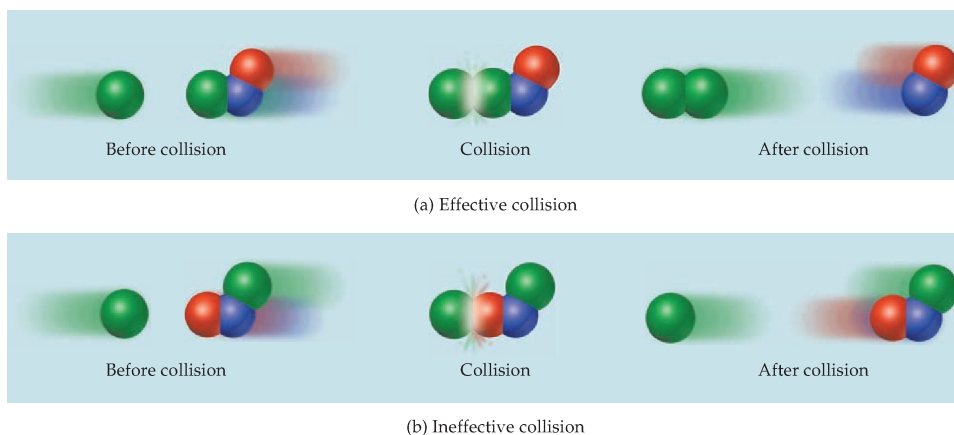 Before collision
Collision
After collision
(a) Effective collision
Before collision
Collision
After collision
(b) Ineffective collision